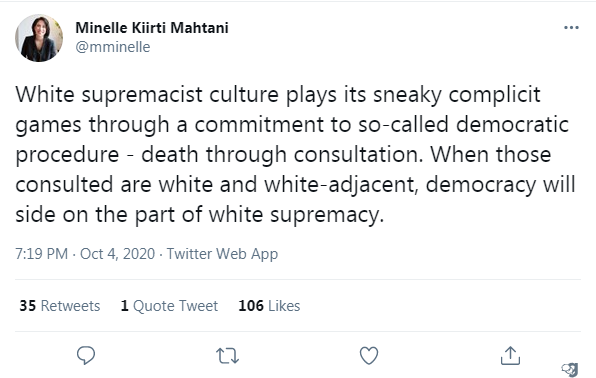 Minelle Kiirti Mahtani
@mminelle
White supremacist culture plays its sneaky complicit
games through a commitment to so-called democratic
procedure - death through consultation. When those
consulted are white and white-adjacent, democracy will
side on the part of white supremacy.
7:19 PM · Oct 4, 2020 · Twitter Web App
35 Retweets 1 Quote Tweet 106 Likes